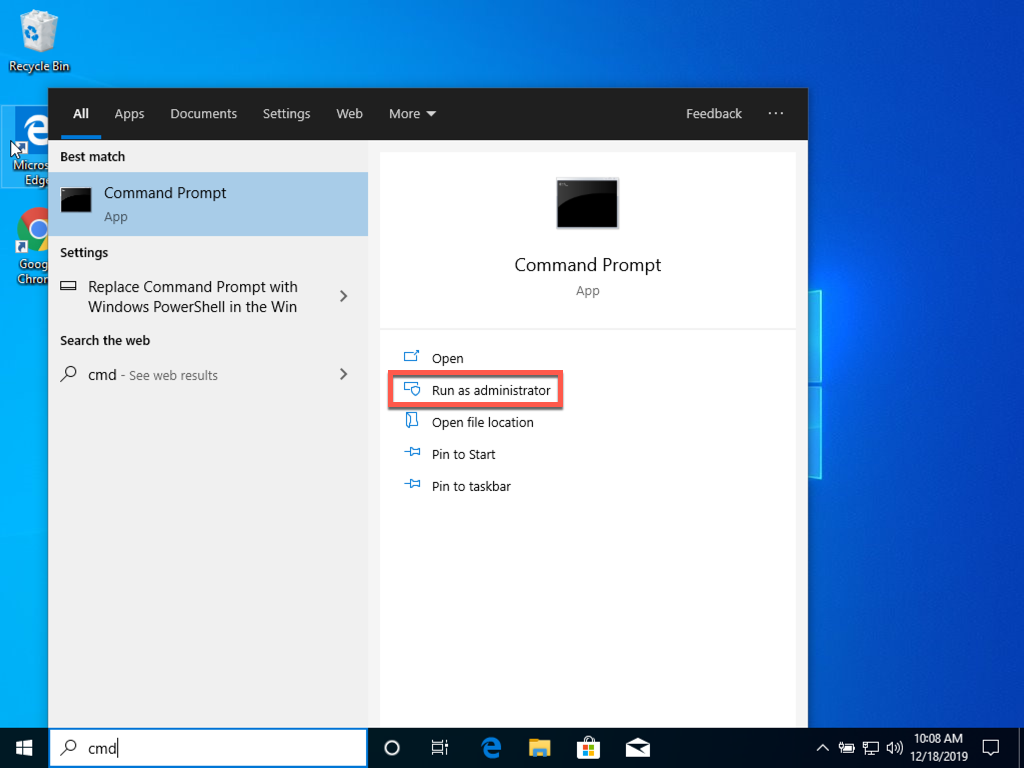 Recycle Bin
All Apps Documents Settings Web More Feedback ...
Micros
Edge
Goog
Chron
Best match
Command Prompt
App
Settings
Replace Command Prompt with
Windows PowerShell in the Win
Search the web
cmd - See web results
Command Prompt
App
Open
Run as administrator
Open file location
Pin to Start
Pin to taskbar
cmd
10:08 AM
12/18/2019